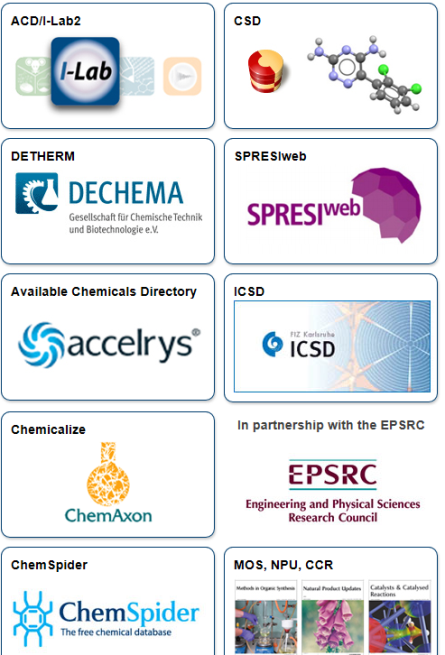 ACD/I-Lab2
I-Lab
CSD
DETHERM
DECHEMA
Gesellschaft für Chemische Technik
und Biotechnologie e.V.
SPRESIweb
SPRESIweb
Available Chemicals Directory
accelrys®
ICSD
FIZ Karlsruhe
ICSD
Chemicalize
ChemAxon
In partnership with the EPSRC
EPSRC
Engineering and Physical Sciences
Research Council
ChemSpider
ChemSpider
The free chemical database
MOS, NPU, CCR
Methods in Organic Synthesis
Natural Product Updates
Catalysts & Catalysed
Reactions